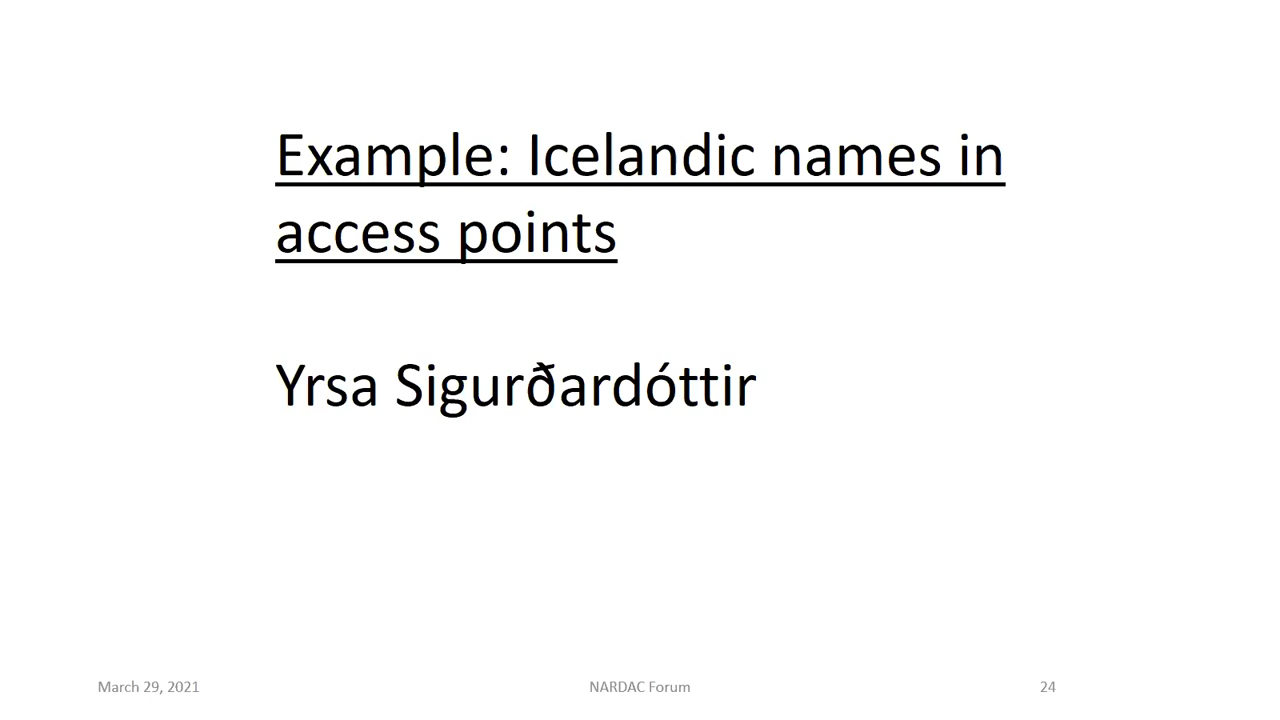 Example: Icelandic names in
access points
Yrsa Sigurðardóttir
March 29, 2021
NARDAC Forum
24